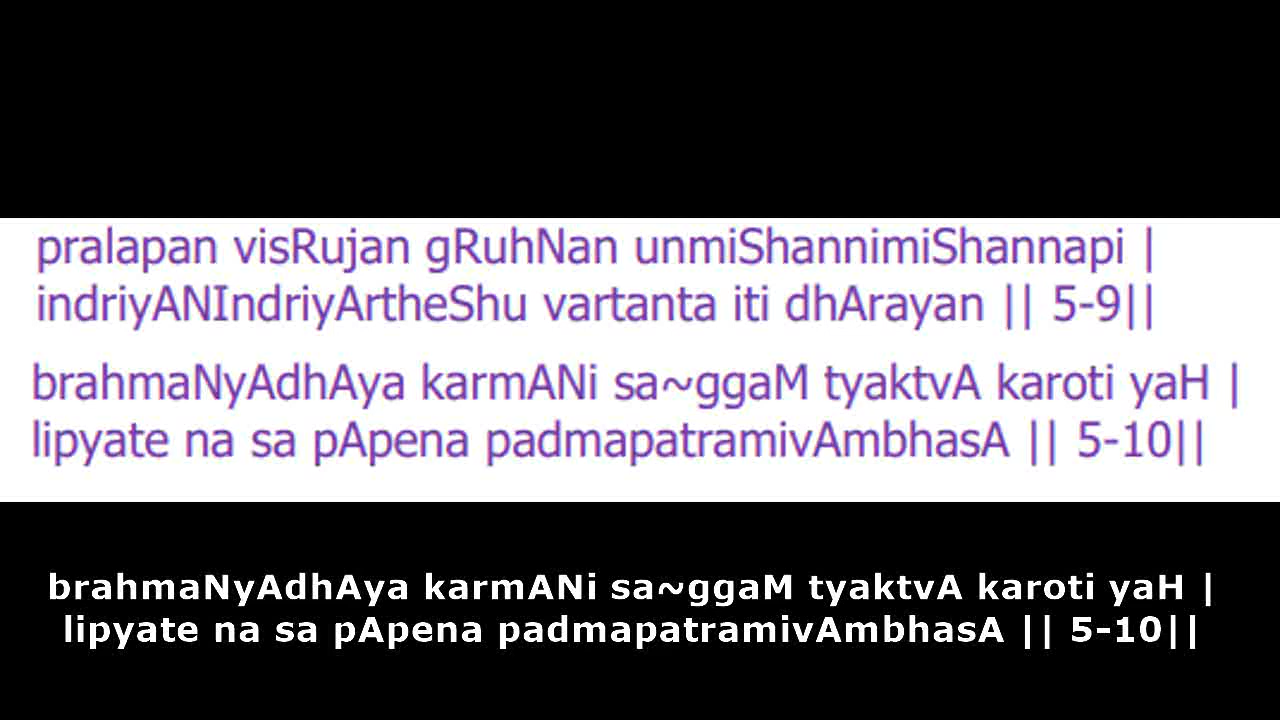 pralapan visRujan gRuhNan unmiShannimiShannapi |
indriyANIndriyArtheShu vartanta iti dhArayan || 5-9||
brahmaNyAdhAya karmANi sa~ggaM tyaktvA karoti yaH |
lipyate na sa pApena padmapatramivAmbhasA || 5-10||
brahmaNyAdhAya karmANi sa~ggaM tyaktvA karoti yaH |
lipyate na sa pApena padmapatramivAmbhasA || 5-10||